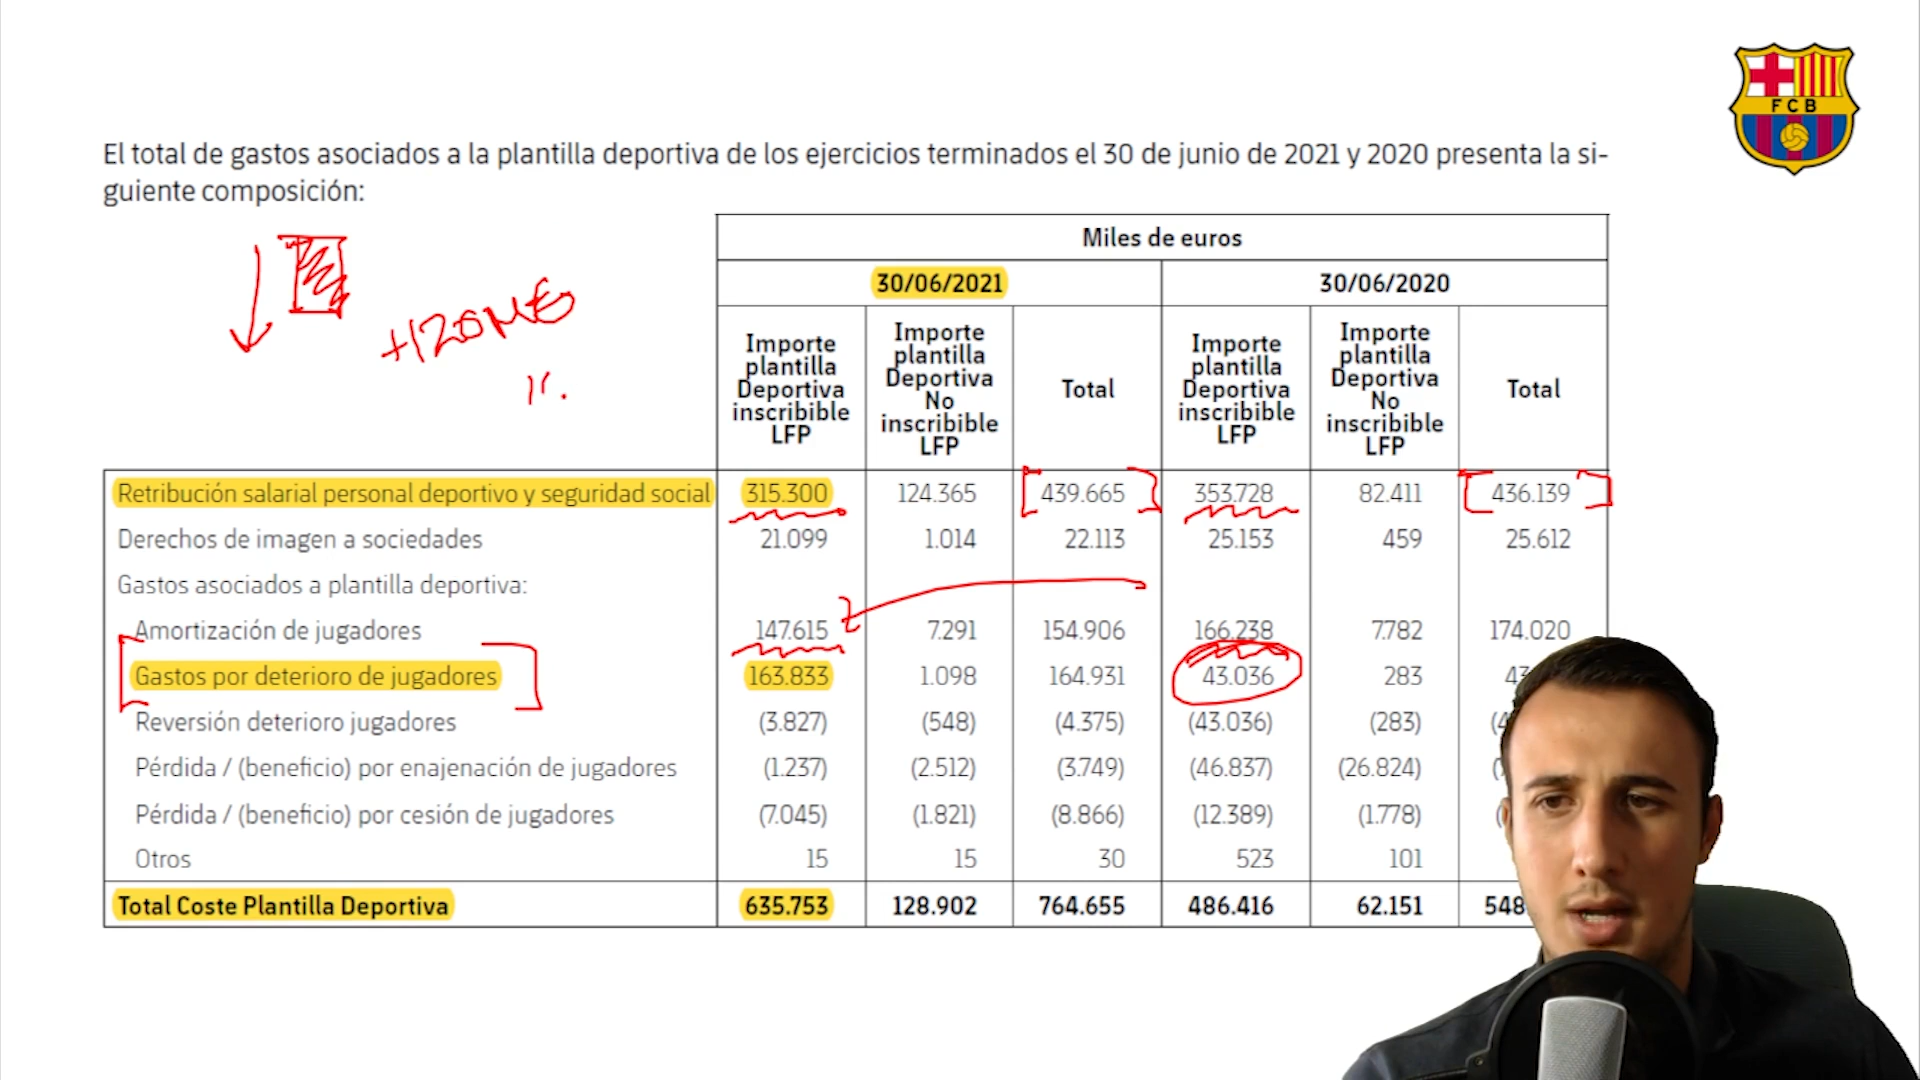 FCB
El total de gastos asociados a la plantilla deportiva de los ejercicios terminados el 30 de junio de 2021 y 2020 presenta la si-
guiente composición:
+120M€
Miles de euros
30/06/2021 30/06/2020
Importe plantilla Deportiva inscribible LFP Importe plantilla Deportiva No inscribible LFP Total Importe plantilla Deportiva inscribible LFP Importe plantilla Deportiva No inscribible LFP Total
Retribución salarial personal deportivo y seguridad social 315.300 124.365 439.665 353.728 82.411 436.139
Derechos de imagen a sociedades 21.099 1.014 22.113 25.153 459 25.612
Gastos asociados a plantilla deportiva:
Amortización de jugadores 147.615 7.291 154.906 166.238 7.782 174.020
Gastos por deterioro de jugadores 163.833 1.098 164.931 43.036 283
Reversión deterioro jugadores (3.827) (548) (4.375) (43.036) (283)
Pérdida / (beneficio) por enajenación de jugadores (1.237) (2.512) (3.749) (46.837) (26.824)
Pérdida / (beneficio) por cesión de jugadores (7.045) (1.821) (8.866) (12.389) (1.778)
Otros 15 15 30 523 101
Total Coste Plantilla Deportiva 635.753 128.902 764.655 486.416 62.151 548